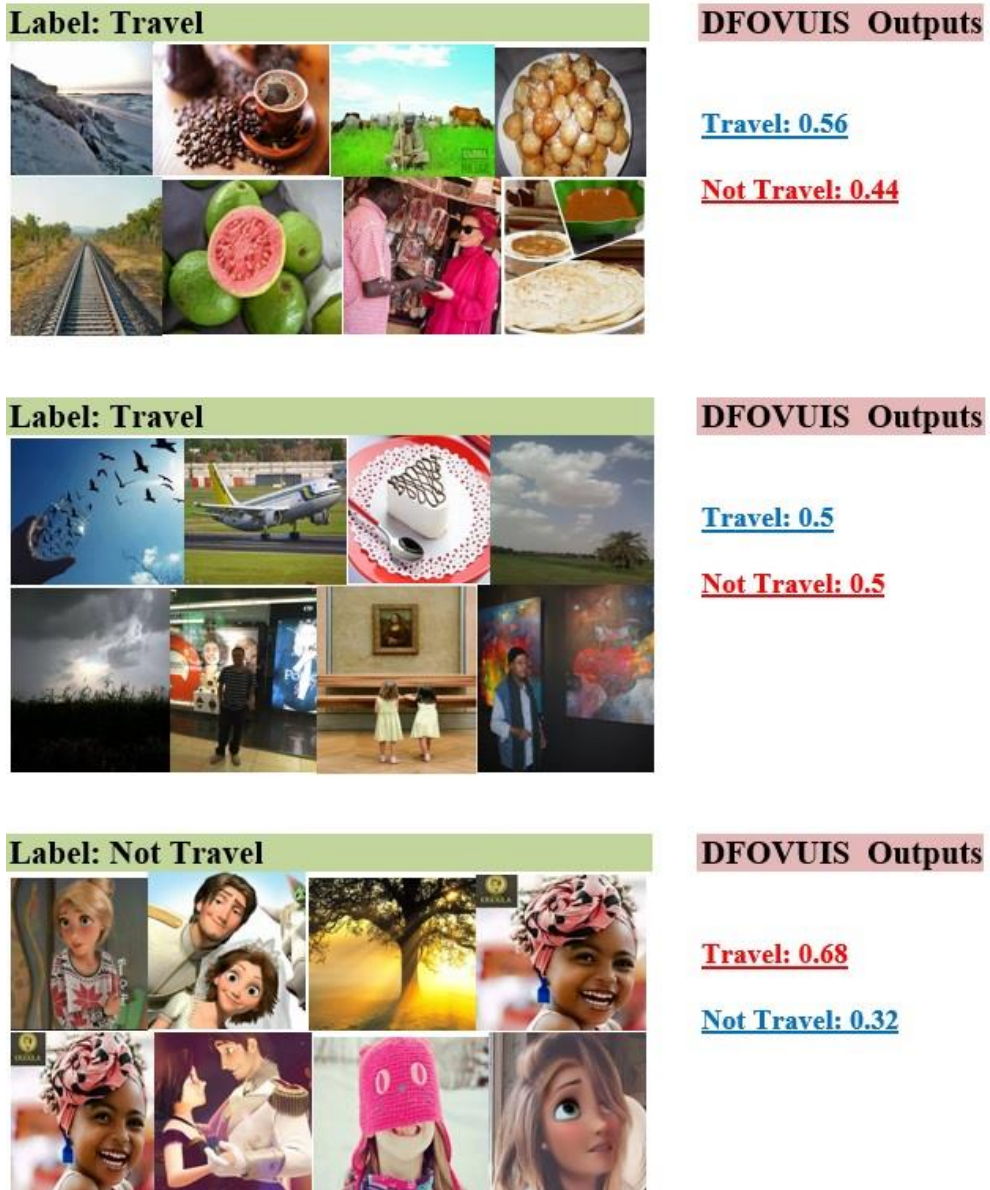 Label: Travel
DFOVUIS Outputs
Travel: 0.56
Not Travel: 0.44
Label: Travel
DFOVUIS Outputs
Travel: 0.5
Not Travel: 0.5
Label: Not Travel
DFOVUIS Outputs
Travel: 0.68
Not Travel: 0.32